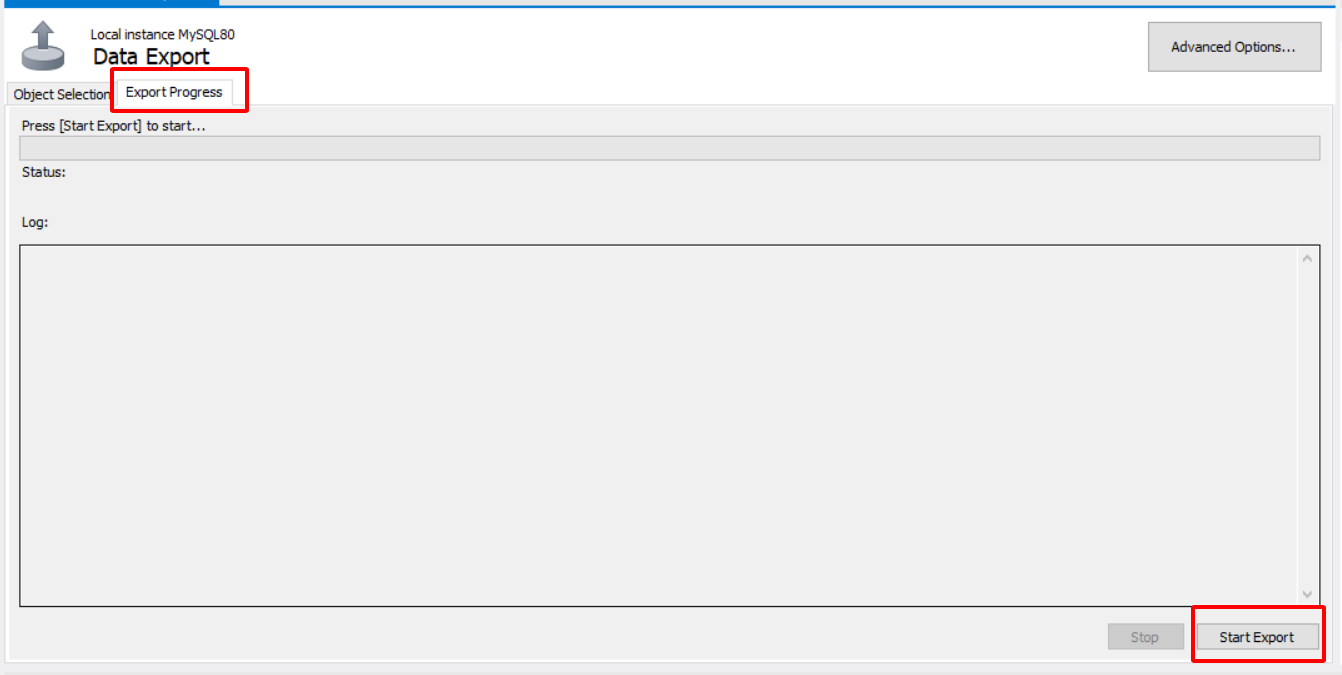 Local instance MySQL80
Data Export
Advanced Options...
Object Selection
Export Progress
Press [Start Export] to start...
Status:
Log:
Stop
Start Export